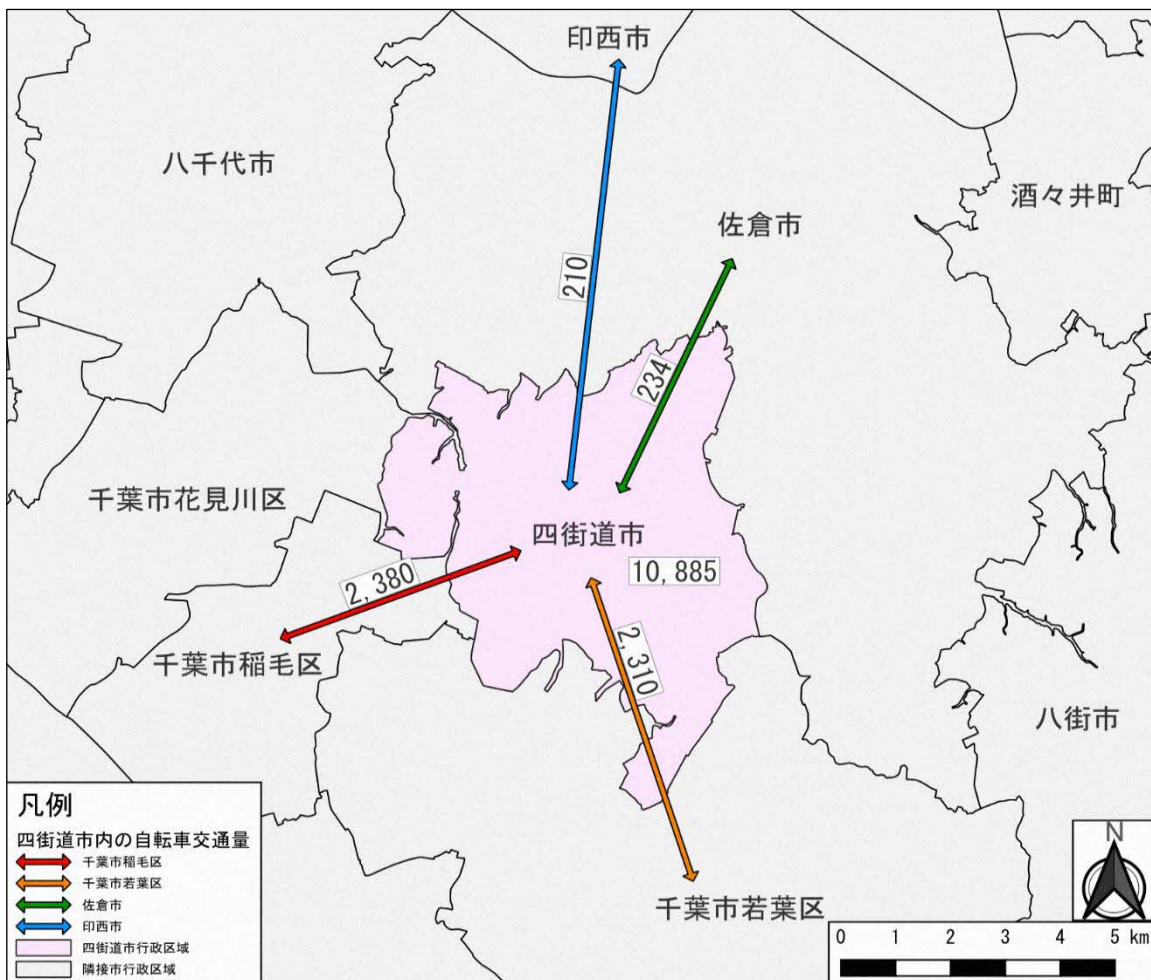 印西市
八千代市
酒々井町
佐倉市
210
234
千葉市花見川区
四街道市
10,885
2,380
2,310
千葉市稲毛区
八街市
千葉市若葉区
凡例
四街道市内の自転車交通量
千葉市稲毛区
千葉市若葉区
佐倉市
印西市
四街道市行政区域
隣接市行政区域
N
0 1 2 3 4 5 km